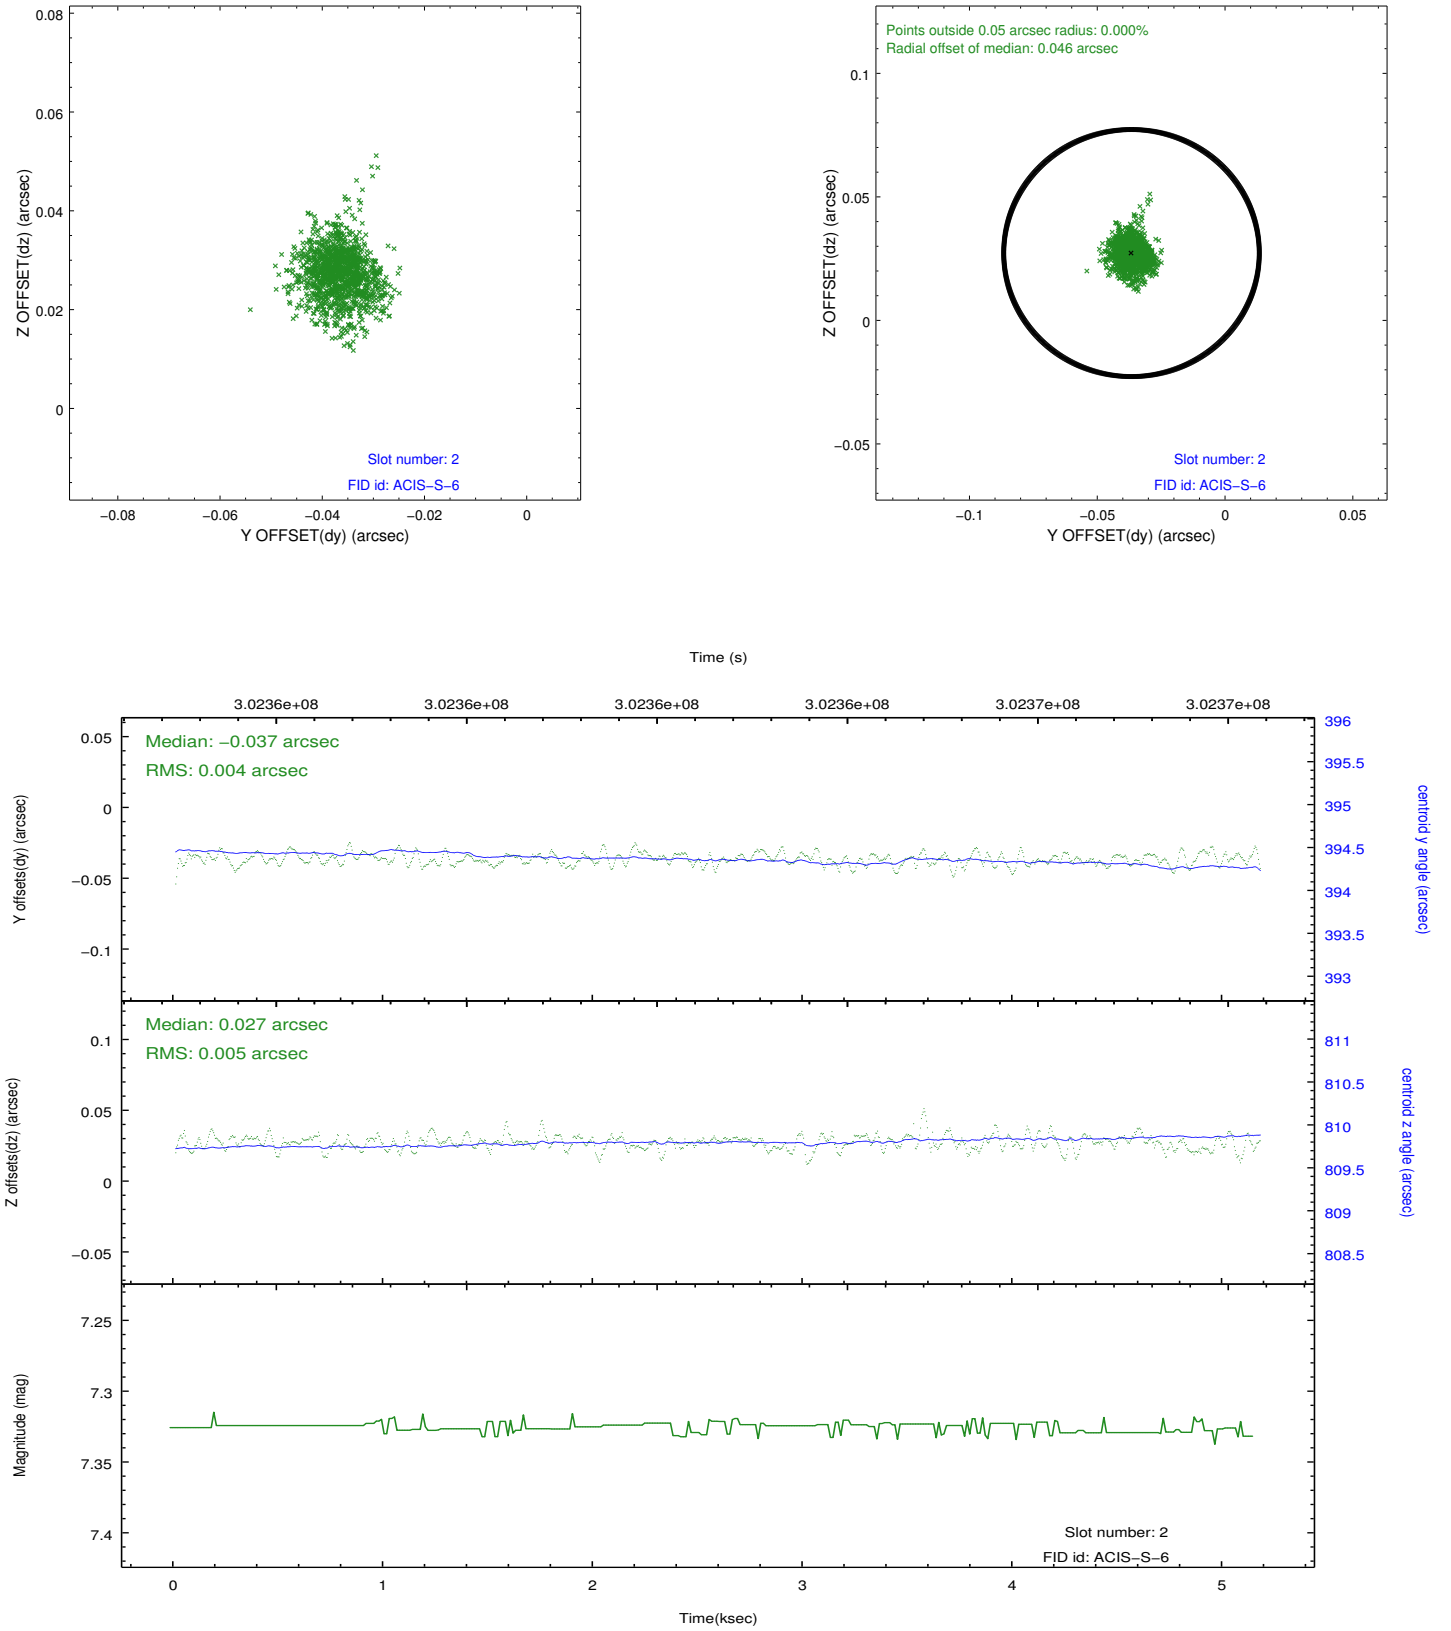 0.08
0.06
0.04
0.02
0
Z OFFSET(dz) (arcsec)
Slot number: 2
FID id: ACIS−S−6
−0.08 −0.06 −0.04 −0.02 0
Y OFFSET(dy) (arcsec)
Points outside 0.05 arcsec radius: 0.000%
Radial offset of median: 0.046 arcsec
0.1
0.05
0
−0.05
Z OFFSET(dz) (arcsec)
Slot number: 2
FID id: ACIS−S−6
−0.1 −0.05 0 0.05
Y OFFSET(dy) (arcsec)
Time (s)
3.0236e+08 3.0236e+08 3.0236e+08 3.0236e+08 3.0237e+08 3.0237e+08
Median: −0.037 arcsec
RMS: 0.004 arcsec
0.05
0
−0.05
−0.1
Y offsets(dy) (arcsec)
396
395.5
395
394.5
394
393.5
393
centroid y angle (arcsec)
Median: 0.027 arcsec
RMS: 0.005 arcsec
0.1
0.05
0
−0.05
Z offsets(dz) (arcsec)
811
810.5
810
809.5
809
808.5
centroid z angle (arcsec)
7.25
7.3
7.35
7.4
Magnitude (mag)
Slot number: 2
FID id: ACIS−S−6
0 1 2 3 4 5
Time(ksec)